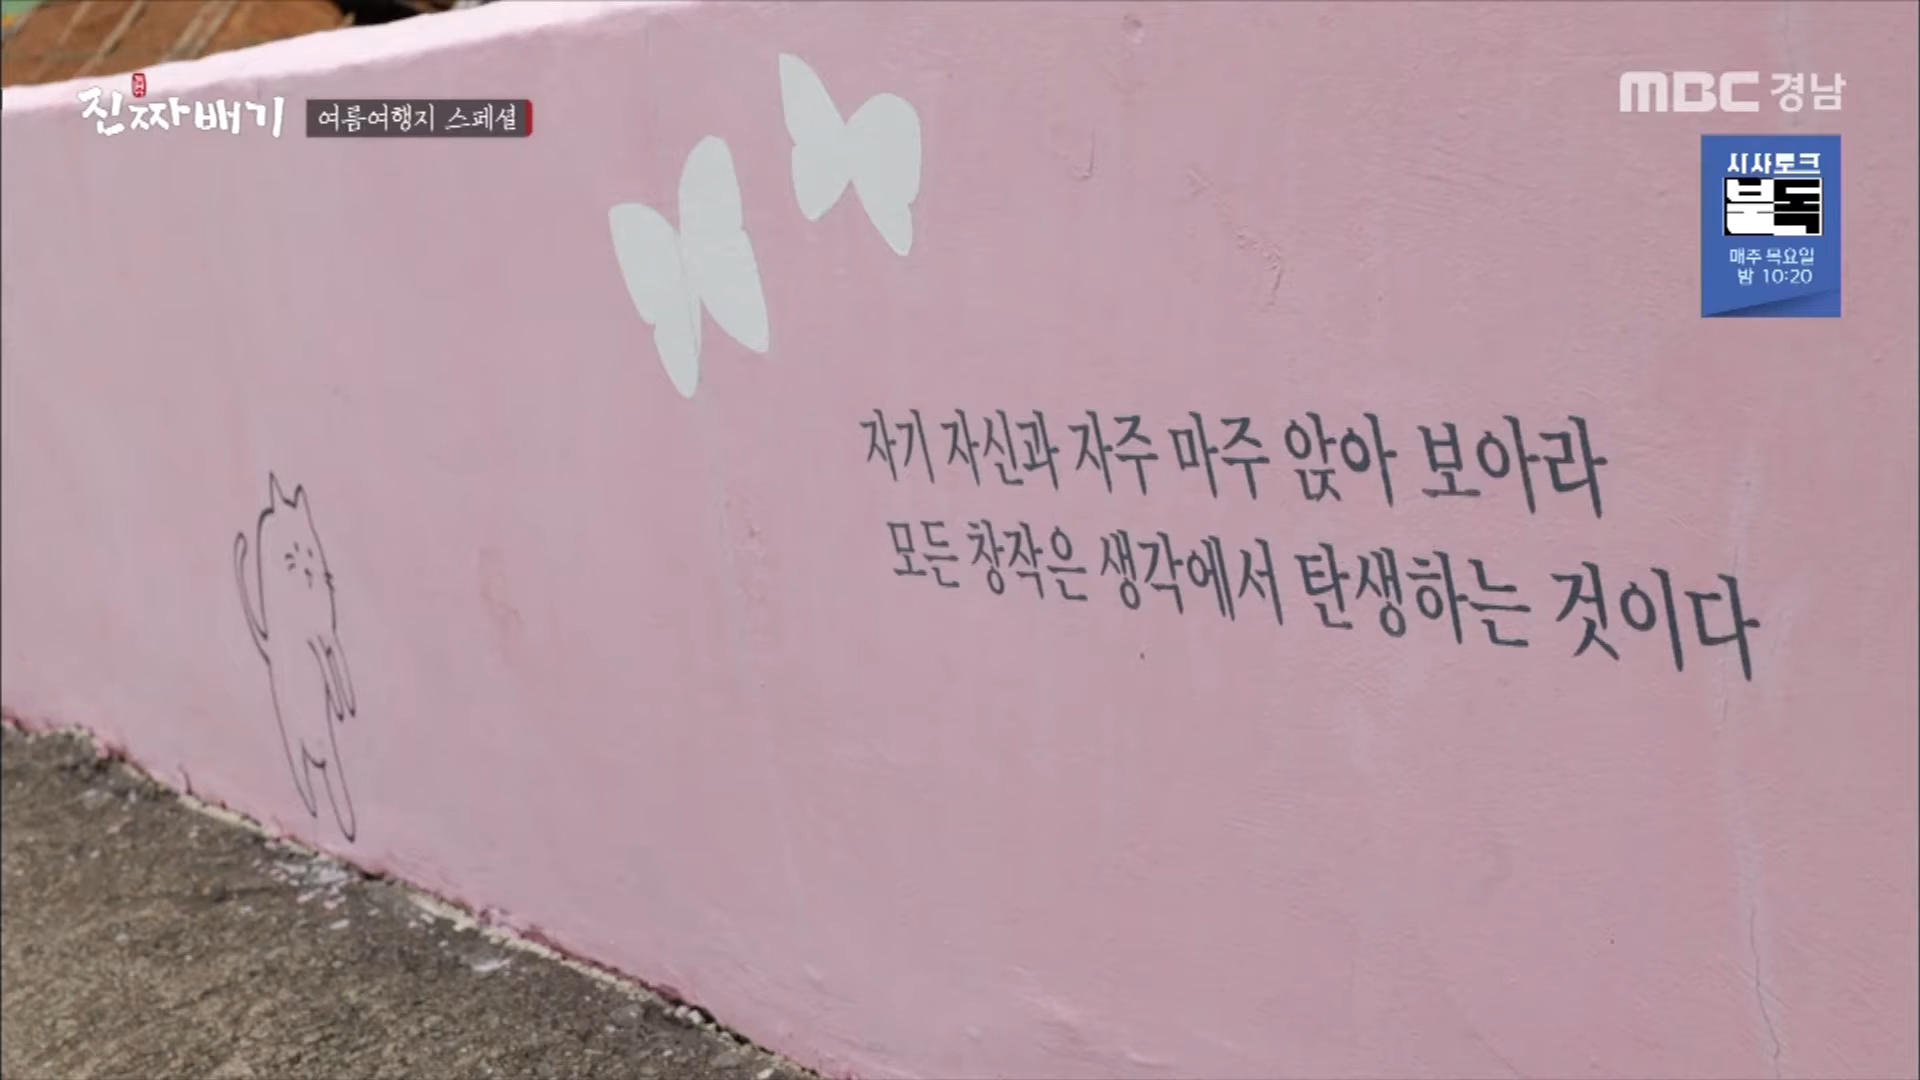 진짜배기 여름여행지 스페셜
MBC 경남
시사토크
붐톡
매주 목요일
밤 10:20
자기 자신과 자주 마주 앉아 보아라
모든 창작은 생각에서 탄생하는 것이다